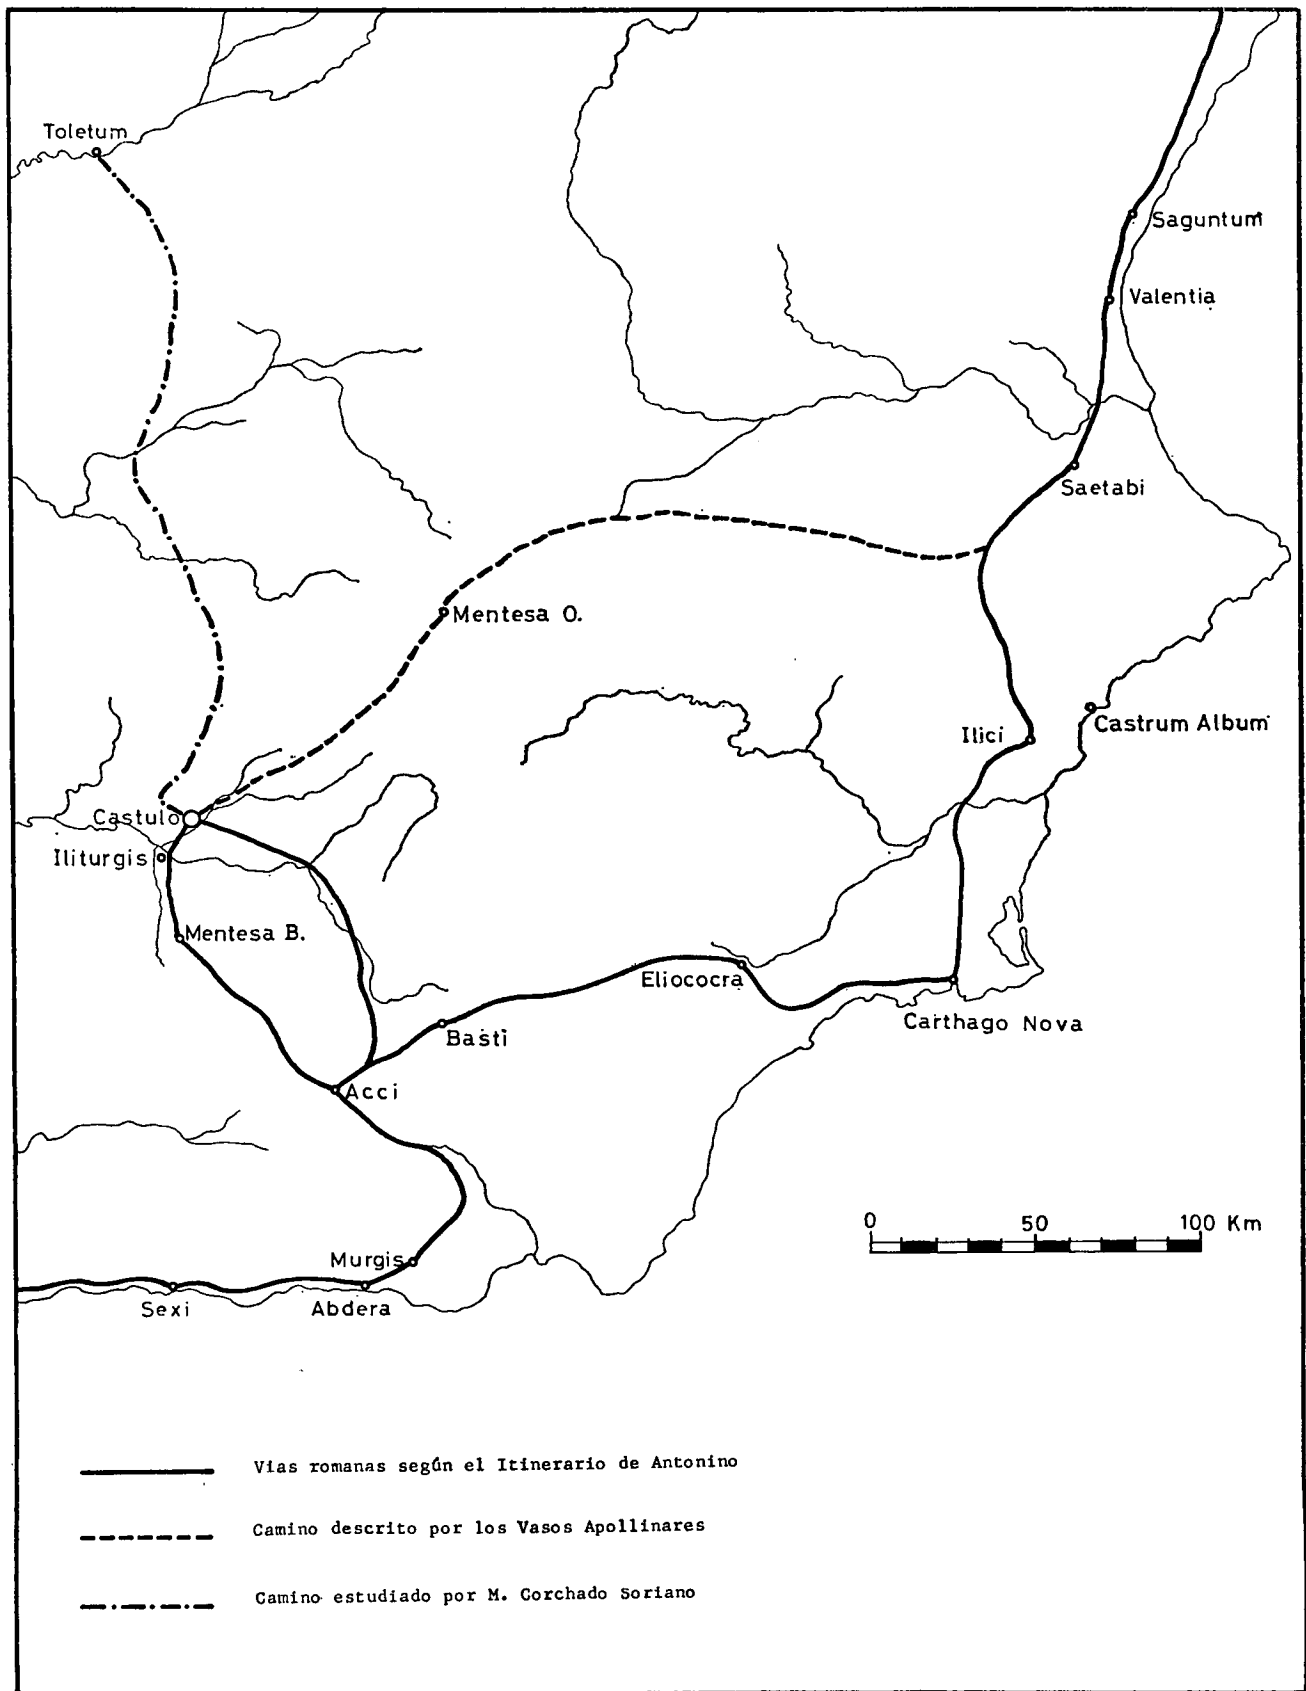 Toletum
Saguntum
Valentia
Saetabi
Mentesa O.
Castrum Album
Ilici
Castulo
Iliturgis
Mentesa B.
Eliococra
Carthago Nova
Basti
Acci
0 50 100 Km
Murgis
Sexi
Abdera
Vias romanas según el Itinerario de Antonino
Camino descrito por los Vasos Apollinares
Camino estudiado por M. Corchado Soriano